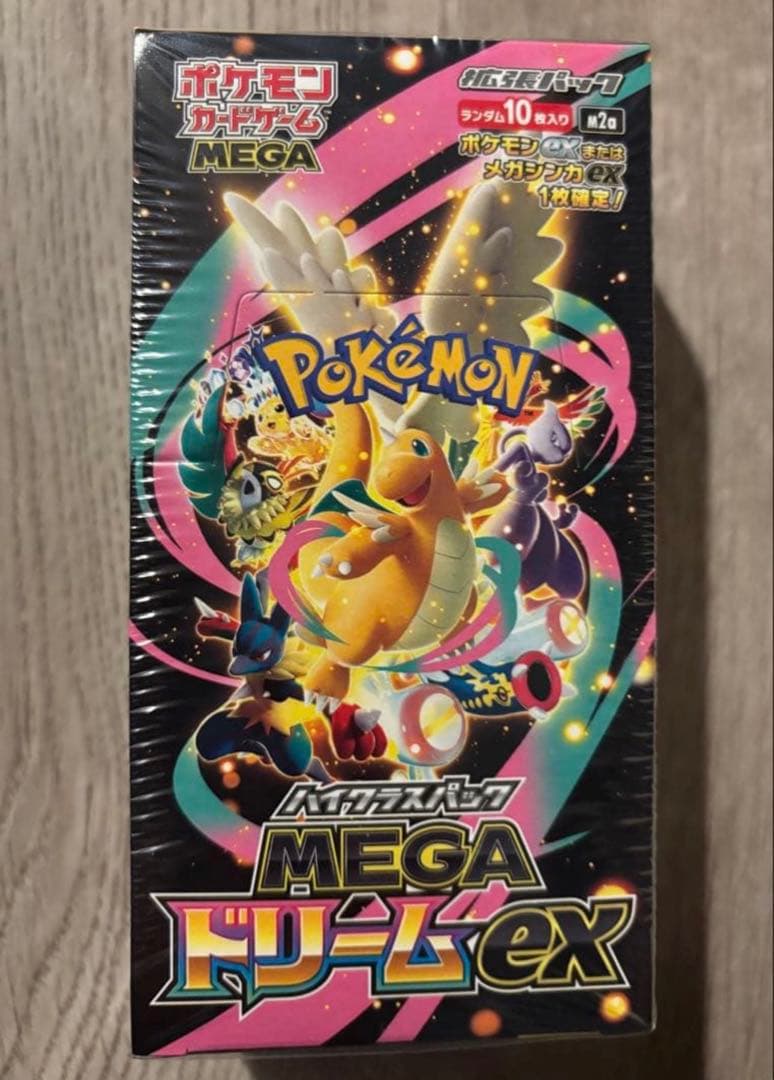 ポケモン
カードゲーム
MEGA
拡張パック
ランダム10枚入り
M2a
ポケモンexまたは
メガシンカex
1枚確定!
POKéMON
TM
ハイクラスパック
MEGA
ドリームex